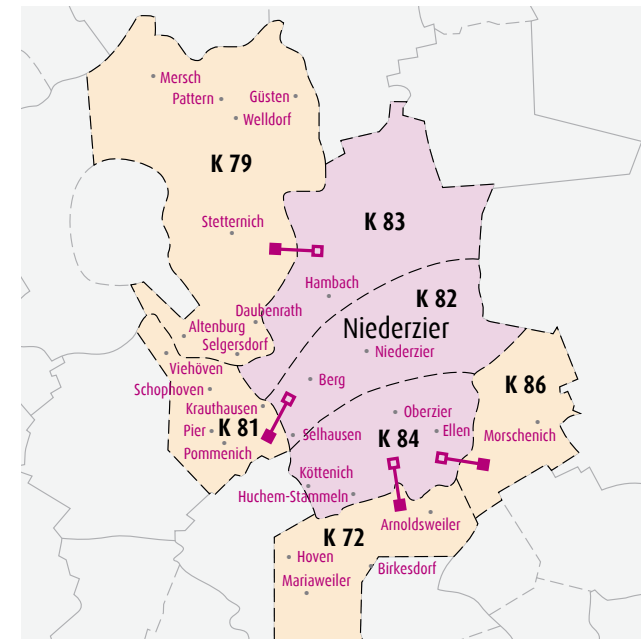 Mersch
Pattern
Güsten
Welldorf
K 79
Stetternich
K 83
Hambach
K 82
Daubenrath
Altenburg
Niederzier
Selgersdorf
Niederzier
Viehöven
Schophoven
Berg
K 86
Krauthausen
K 81
Oberzier
Pier
Selhausen
K 84
Ellen
Morschenich
Pommenich
Köttenich
Huchem-Stammeln
Arnoldsweiler
K 72
Hoven
Birkesdorf
Mariaweiler